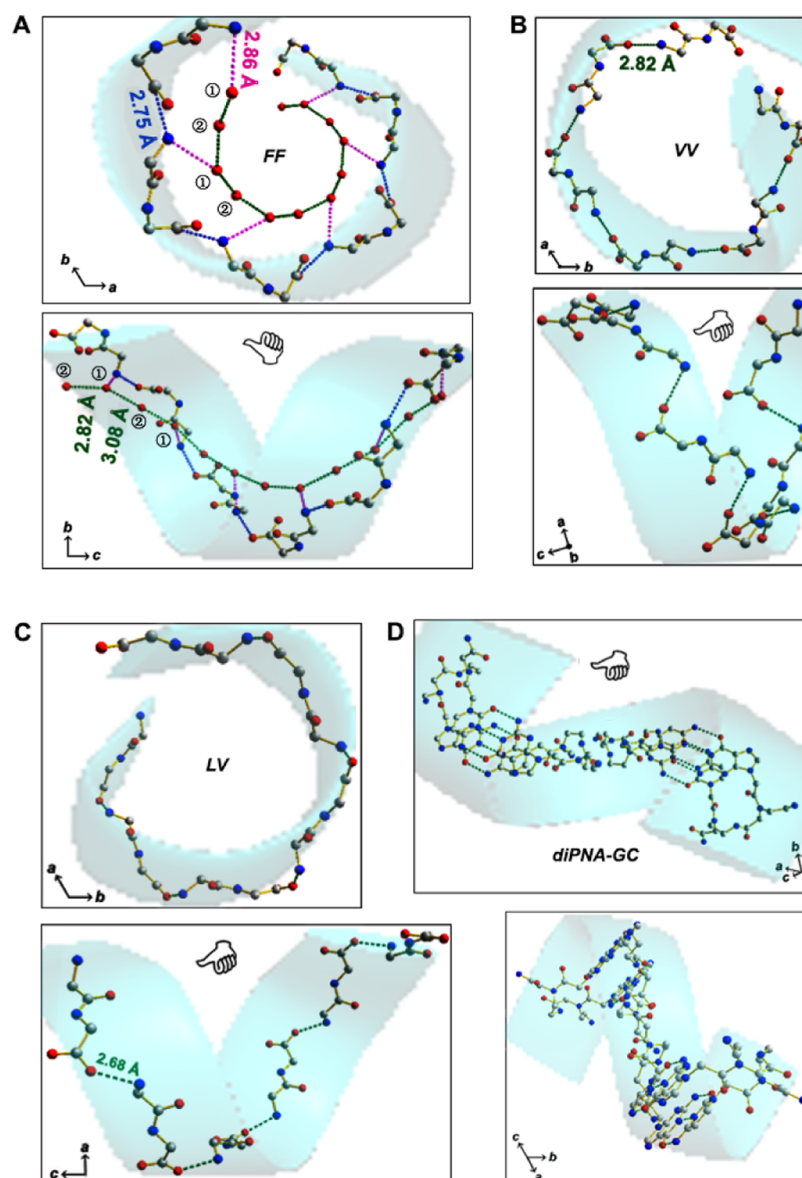 A
2.86 Å
①
2.75 Å
②
FF
①
②
b
a
②
①
2.82 Å
3.08 Å
②
①
b
c
B
2.82 Å
VV
a
b
a
c
b
C
LV
a
b
2.68 Å
a
c
D
diPNA-GC
b
a
c
c
b
a